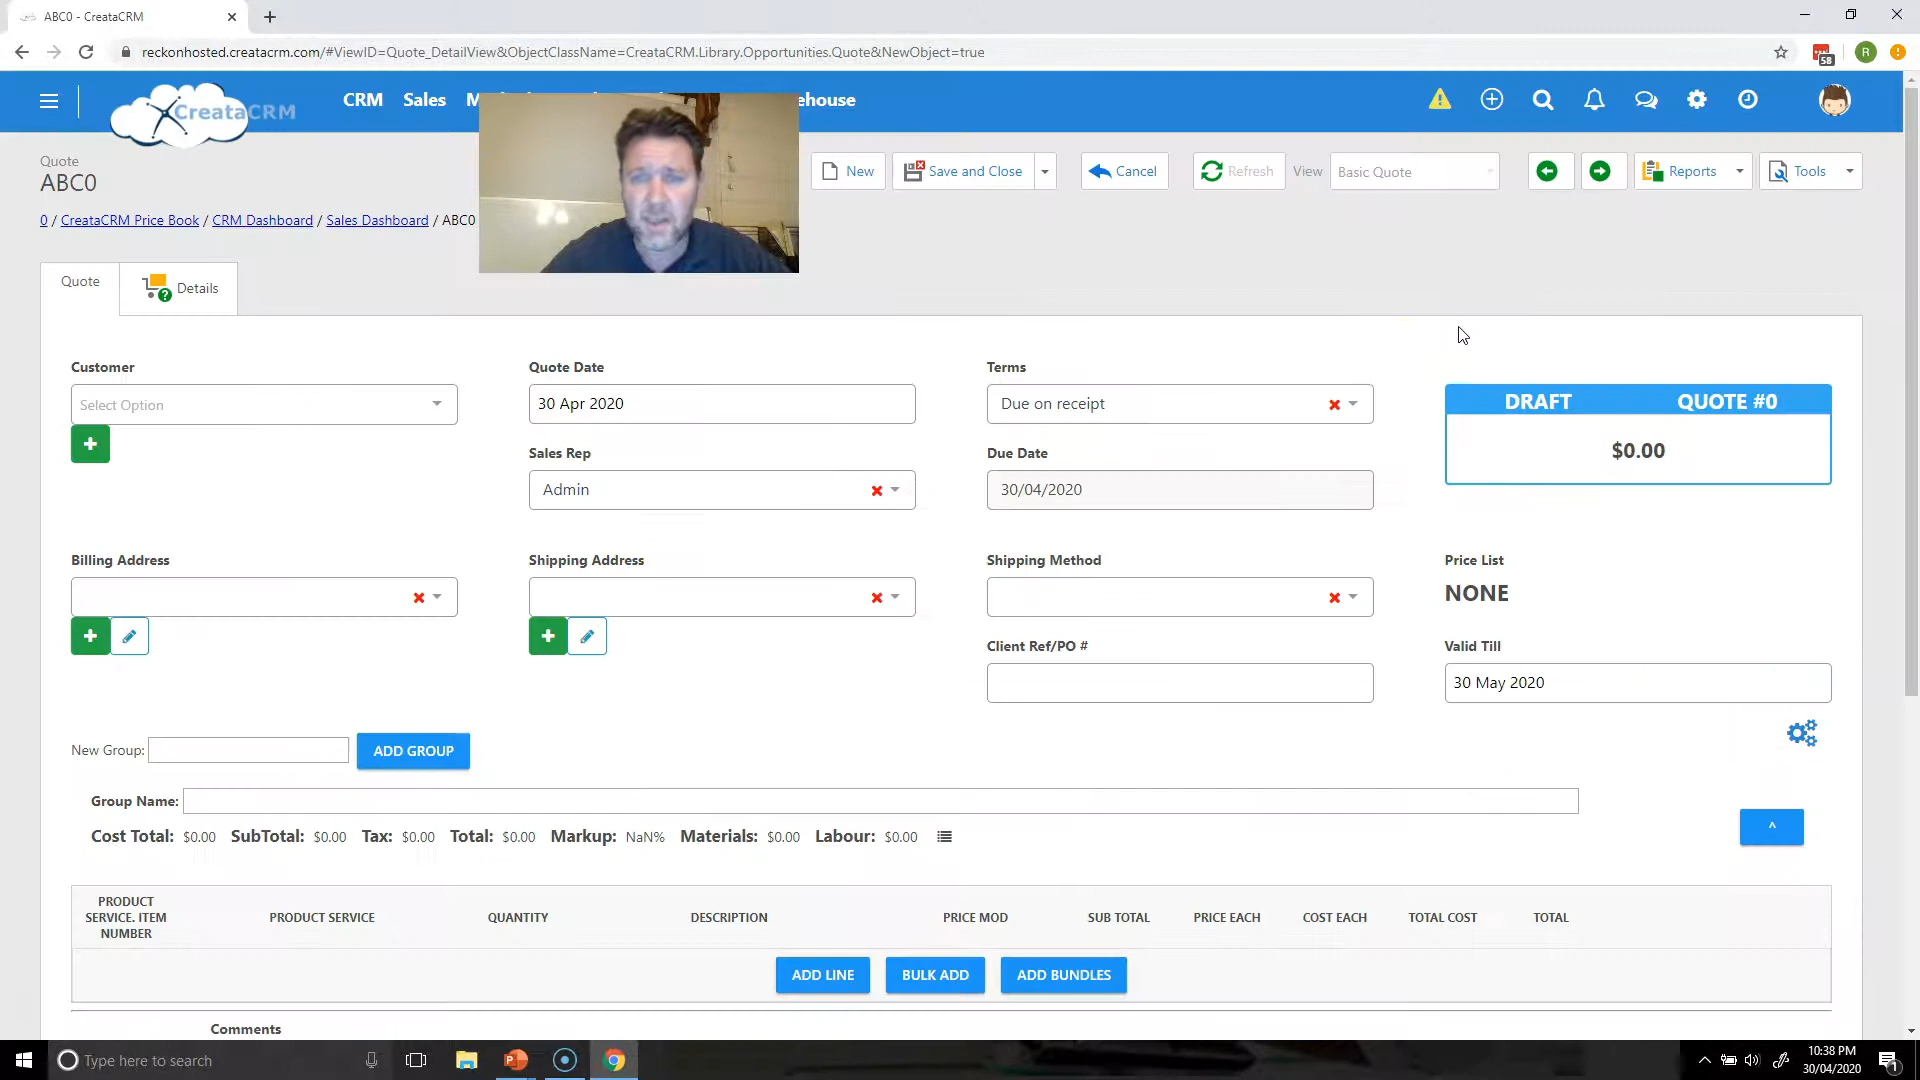 ABC0 - CreataCRM
reckonhosted.creatacrm.com/#ViewID=Quote_DetailView&ObjectClassName=CreataCRM.Library.Opportunities.Quote&NewObject=true
58
R
CreataCRM
CRM Sales
Quote
ABC0
New Save and Close Cancel Refresh View Basic Quote Reports Tools
0 / CreataCRM Price Book / CRM Dashboard / Sales Dashboard / ABC0
Quote Details
Customer Quote Date Terms
Select Option 30 Apr 2020 Due on receipt
DRAFT QUOTE #0
$0.00
Sales Rep Due Date
Admin 30/04/2020
Billing Address Shipping Address Shipping Method Price List
NONE
Client Ref/PO # Valid Till
30 May 2020
New Group: ADD GROUP
Group Name:
Cost Total: $0.00 SubTotal: $0.00 Tax: $0.00 Total: $0.00 Markup: NaN% Materials: $0.00 Labour: $0.00
^
PRODUCT
SERVICE. ITEM
NUMBER
PRODUCT SERVICE QUANTITY DESCRIPTION PRICE MOD SUB TOTAL PRICE EACH COST EACH TOTAL COST TOTAL
ADD LINE BULK ADD ADD BUNDLES
Comments
Type here to search
10:38 PM
30/04/2020
1